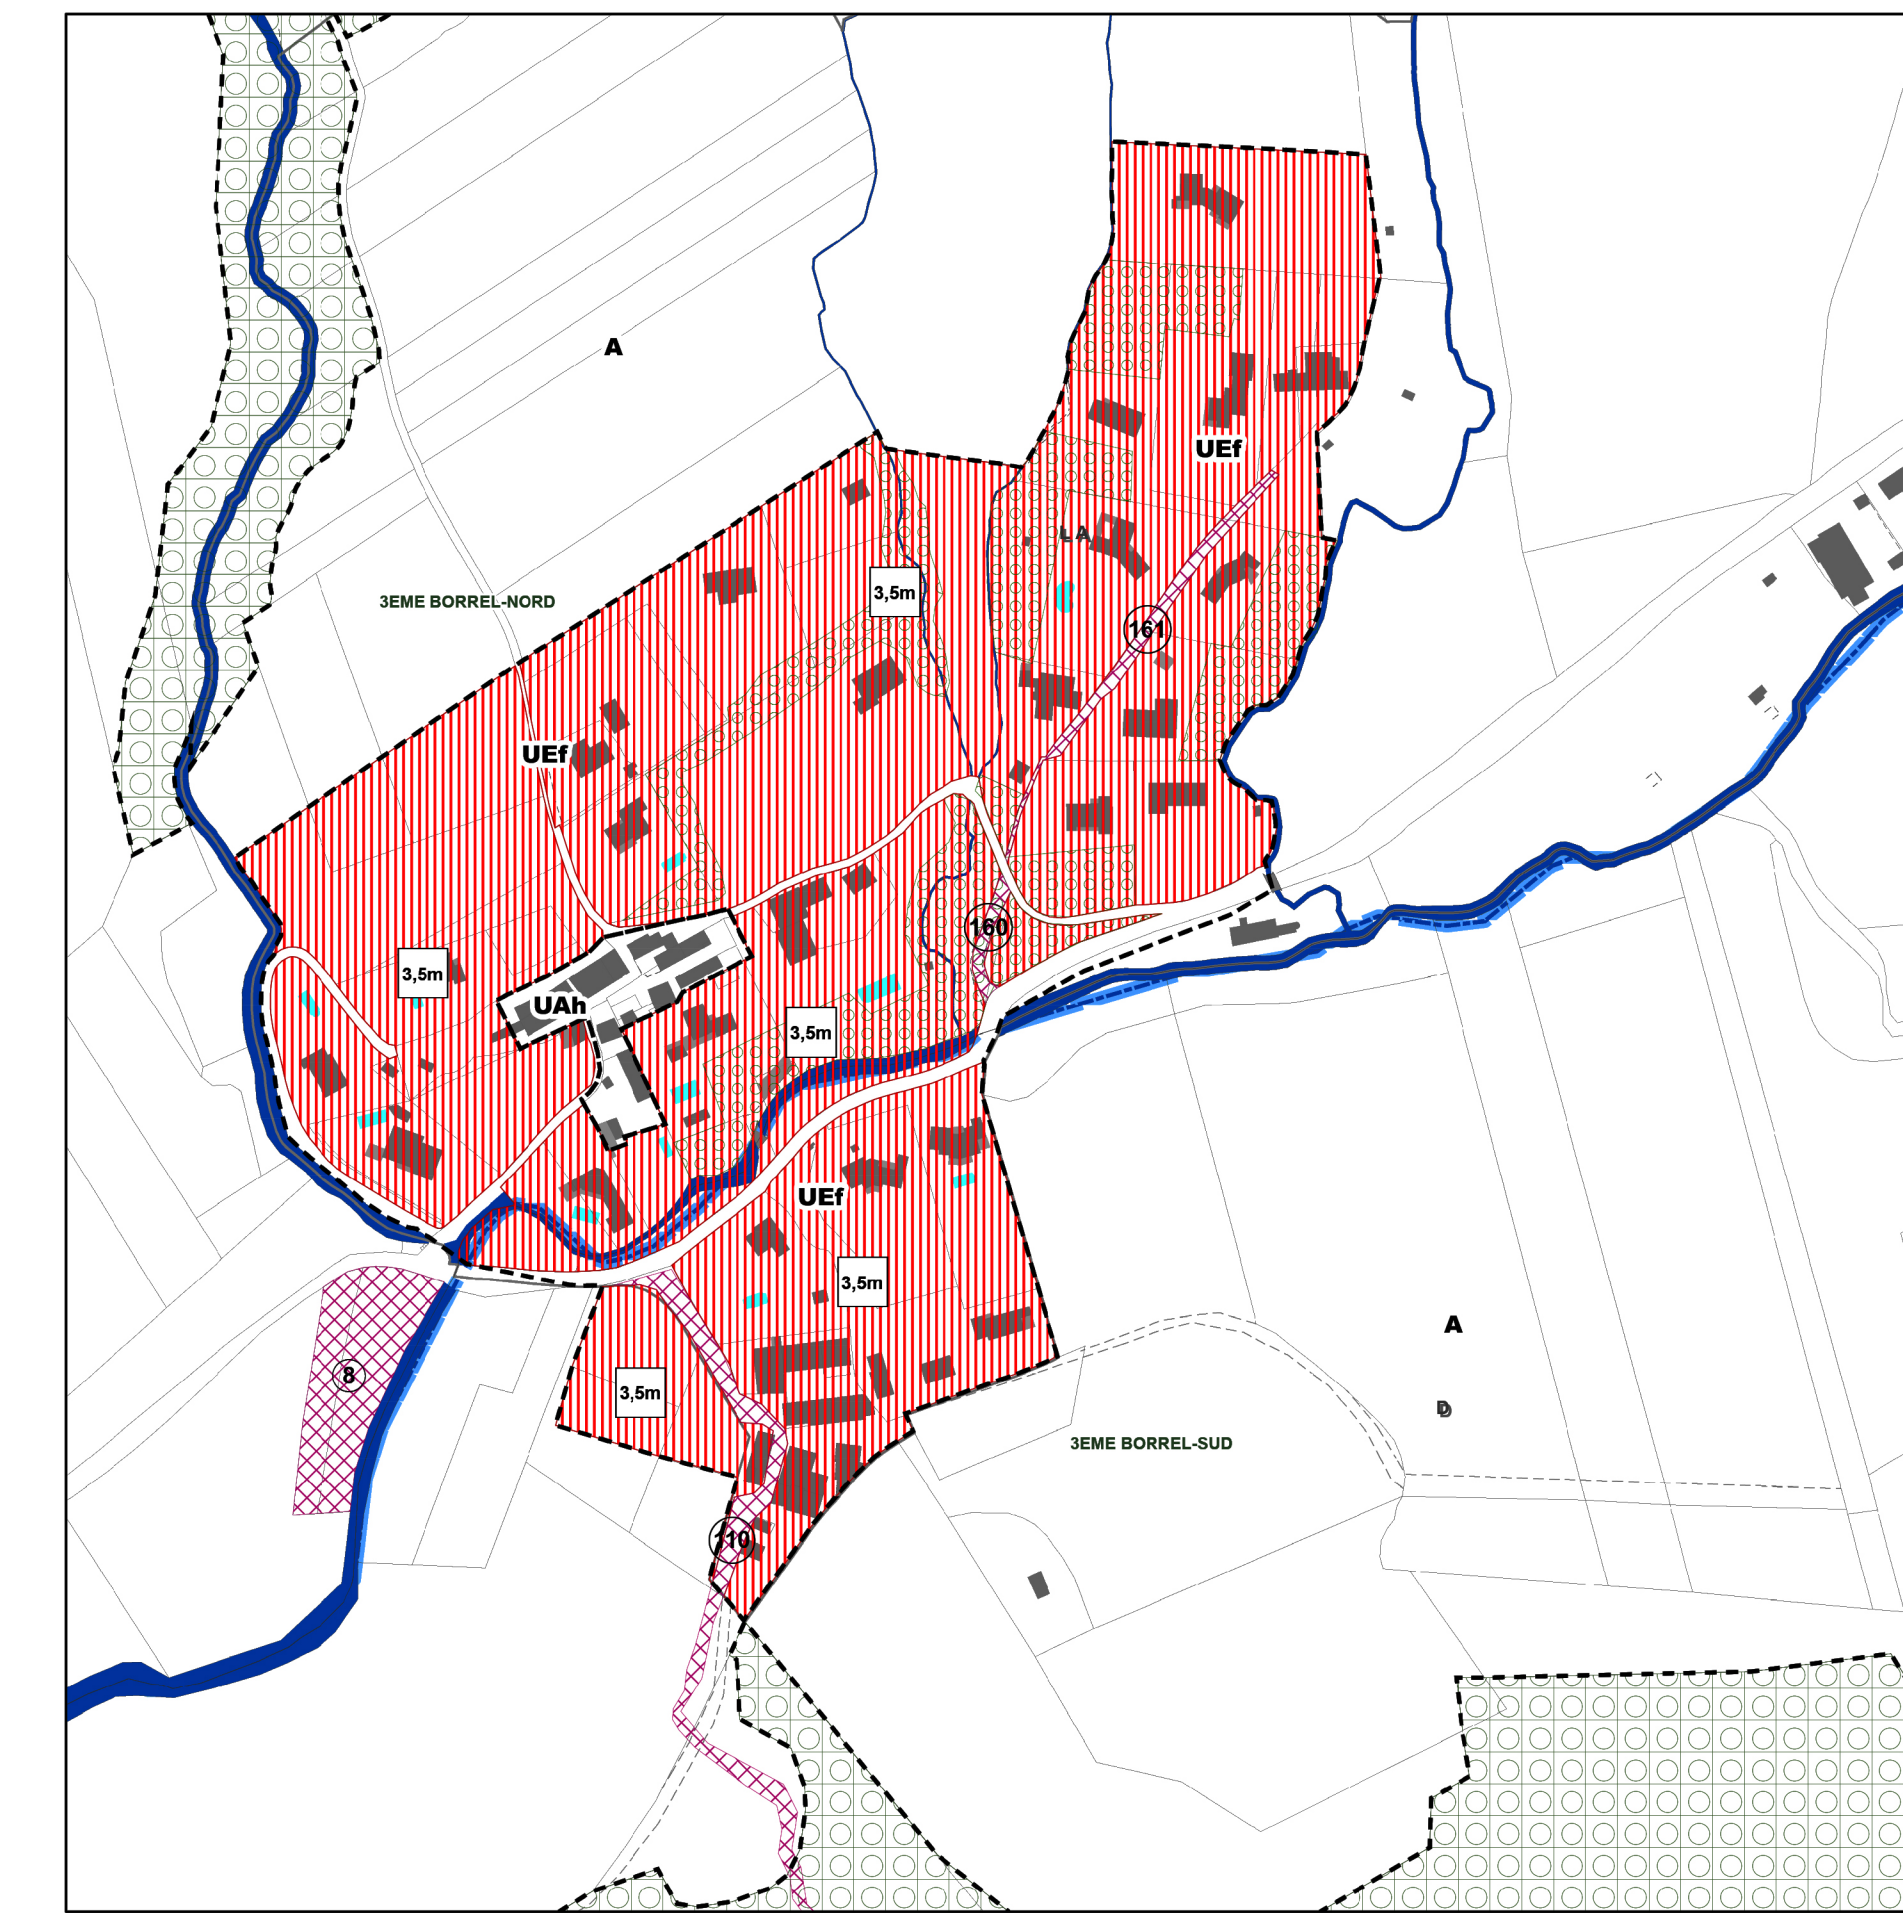 A
UEf
L A
3EME BORREL-NORD
3,5m
161
UEf
160
3,5m
UAh
3,5m
UEf
3,5m
A
8
3,5m
D
3EME BORREL-SUD
110